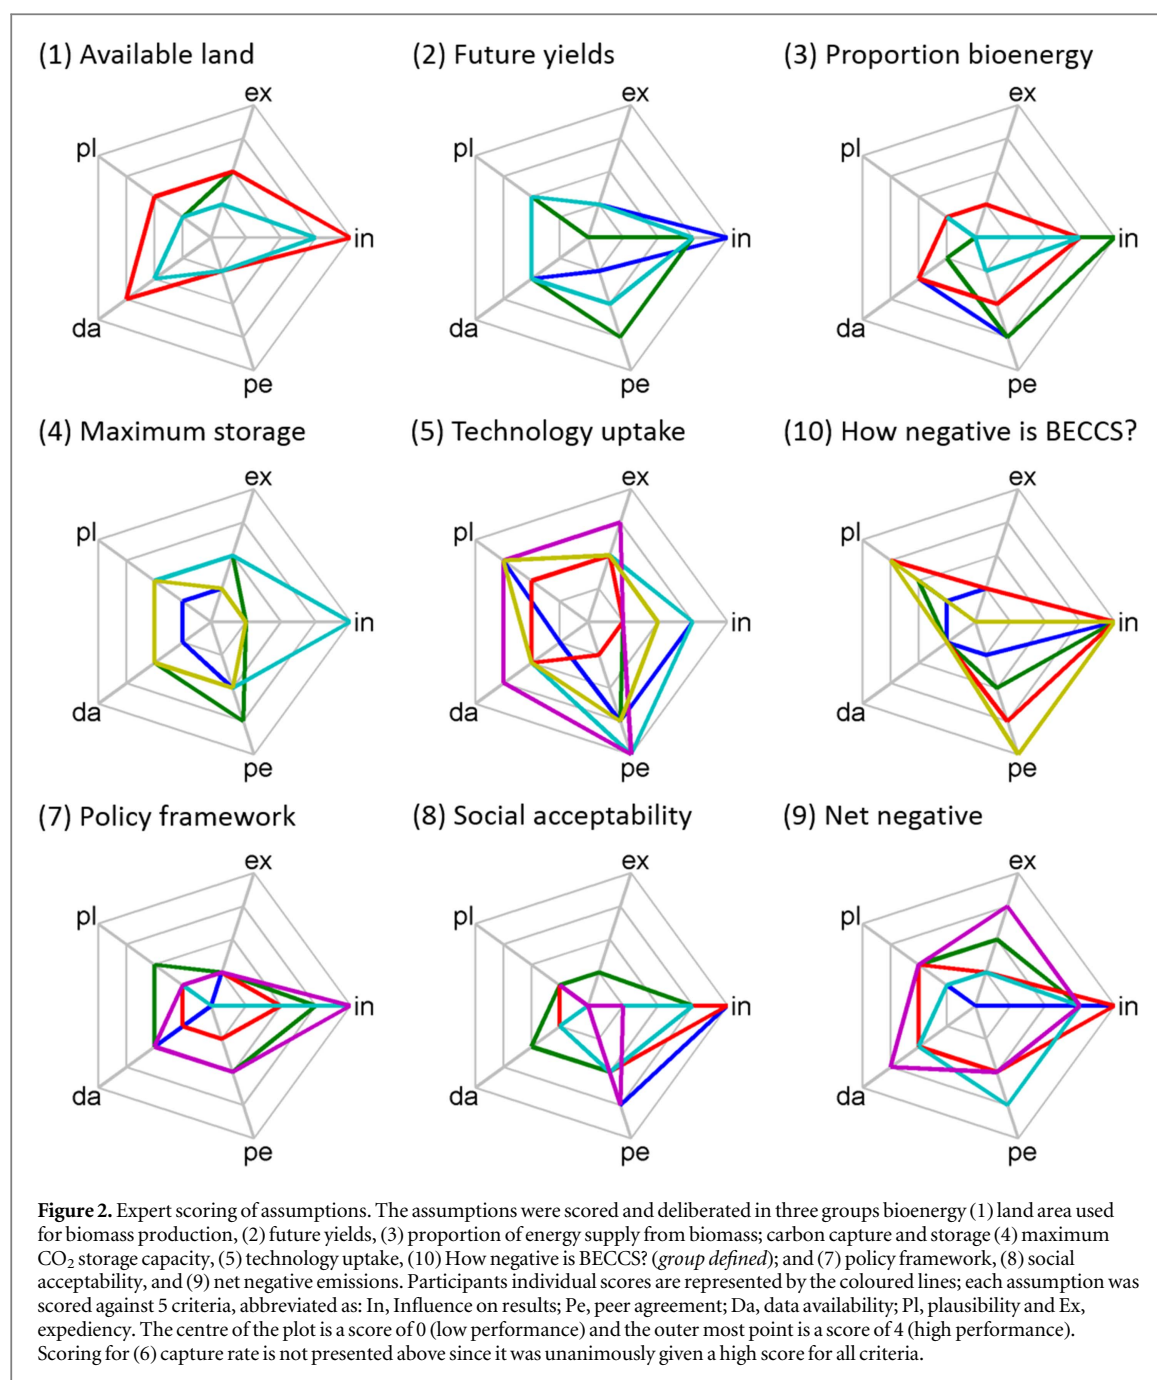 (1) Available land
(2) Future yields
(3) Proportion bioenergy
ex
pl
in
da
pe
ex
pl
in
da
pe
ex
pl
in
da
pe
(4) Maximum storage
(5) Technology uptake
(10) How negative is BECCS?
ex
pl
in
da
pe
ex
pl
in
da
pe
ex
pl
in
da
pe
(7) Policy framework
(8) Social acceptability
(9) Net negative
ex
pl
in
da
pe
ex
pl
in
da
pe
ex
pl
in
da
pe
Figure 2. Expert scoring of assumptions. The assumptions were scored and deliberated in three groups bioenergy (1) land area used
for biomass production, (2) future yields, (3) proportion of energy supply from biomass; carbon capture and storage (4) maximum
CO₂ storage capacity, (5) technology uptake, (10) How negative is BECCS? (group defined); and (7) policy framework, (8) social
acceptability, and (9) net negative emissions. Participants individual scores are represented by the coloured lines; each assumption was
scored against 5 criteria, abbreviated as: In, Influence on results; Pe, peer agreement; Da, data availability; Pl, plausibility and Ex,
expediency. The centre of the plot is a score of 0 (low performance) and the outer most point is a score of 4 (high performance).
Scoring for (6) capture rate is not presented above since it was unanimously given a high score for all criteria.